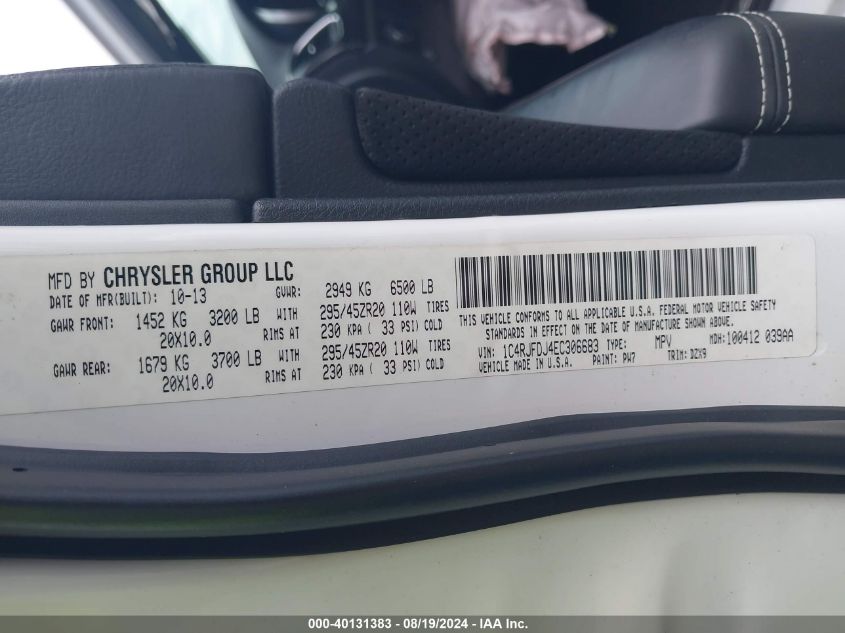 MFD BY CHRYSLER GROUP LLC
DATE OF MFR(BUILT): 10-13 GVWR: 2949 KG 6500 LB
GAWR FRONT: 1452 KG 3200 LB WITH 295/45ZR20 110W TIRES
20X10.0 RIMS AT 230 KPA ( 33 PSI) COLD
GAWR REAR: 1679 KG 3700 LB WITH 295/45ZR20 110W TIRES
20X10.0 RIMS AT 230 KPA ( 33 PSI) COLD
THIS VEHICLE CONFORMS TO ALL APPLICABLE U.S.A. FEDERAL MOTOR VEHICLE SAFETY
STANDARDS IN EFFECT ON THE DATE OF MANUFACTURE SHOWN ABOVE.
VIN: 1C4RJFDJ4EC306683 TYPE: MPV MDH: 100412 039AA
VEHICLE MADE IN U.S.A. PAINT: PW7 TRIM: DZX9
000-40131383 - 08/19/2024 - IAA Inc.